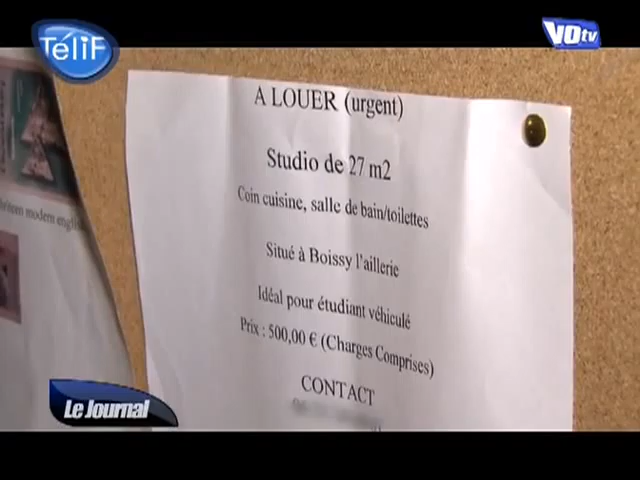 TéliF
VOtv
A LOUER (urgent)
Studio de 27 m2
Coin cuisine, salle de bain/toilettes
Situé à Boissy l'aillerie
Idéal pour étudiant véhiculé
Prix : 500,00 € (Charges Comprises)
CONTACT
modern
Le Journal